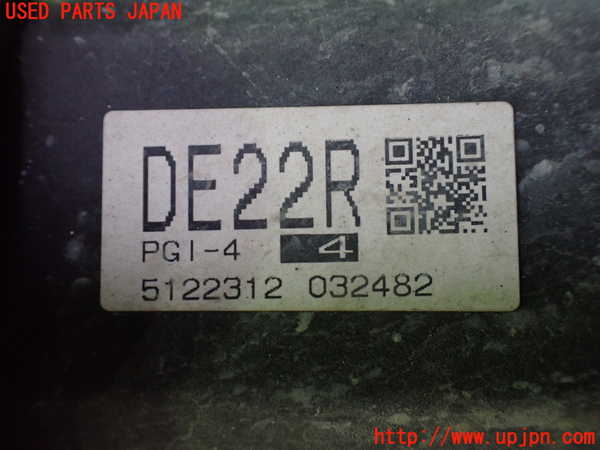 USED PARTS JAPAN
DE22R
PGI-4 4
5122312 032482
http://www.upjpn.com/